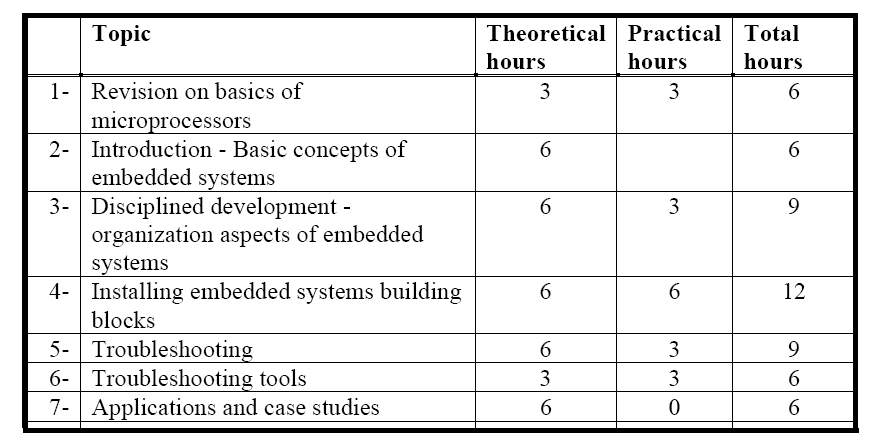 Topic Theoretical hours Practical hours Total hours
1- Revision on basics of microprocessors 3 3 6
2- Introduction - Basic concepts of embedded systems 6 6
3- Disciplined development - organization aspects of embedded systems 6 3 9
4- Installing embedded systems building blocks 6 6 12
5- Troubleshooting 6 3 9
6- Troubleshooting tools 3 3 6
7- Applications and case studies 6 0 6